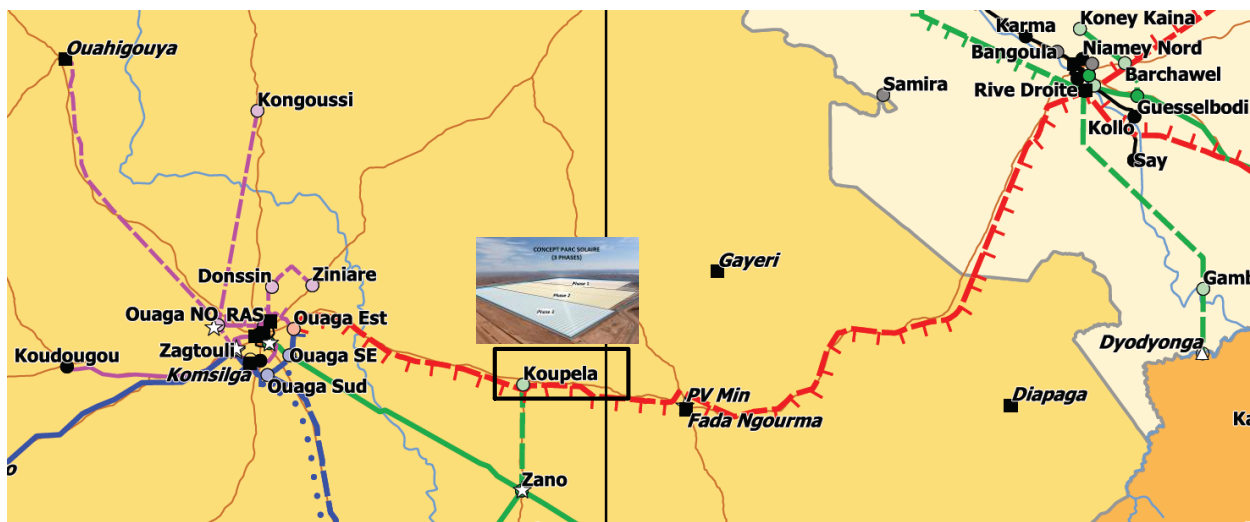 Ouahigouya
Kongoussi
Karma
Koney Kaina
Bangoula
Niamey Nord
Samira
Barchawel
Rive Droite
Guesselbodi
Kollo
Say
CONCEPT PARC SOLAIRE
(3 PHASES)
Phase 1
Phase 2
Phase 3
Gayeri
Donssin
Ziniare
Gamb
Ouaga NO
RAS
Ouaga Est
Zagtouli
Ouaga SE
Koudougou
Komsilga
Ouaga Sud
Koupela
Dyodyonga
PV Min
Fada Ngourma
Diapaga
Ka
o
Zano